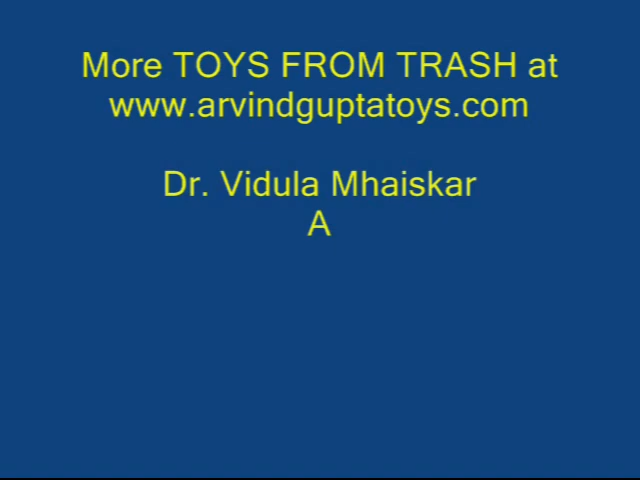 More TOYS FROM TRASH at
www.arvindguptatoys.com
Dr. Vidula Mhaiskar
A